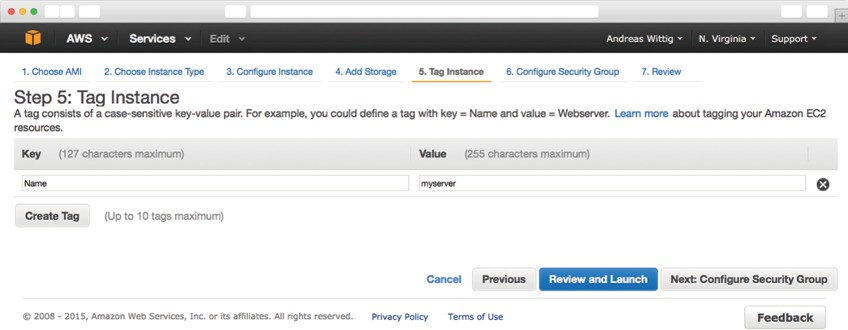 AWS Services Edit Andreas Wittig N. Virginia Support
1. Choose AMI 2. Choose Instance Type 3. Configure Instance 4. Add Storage 5. Tag Instance 6. Configure Security Group 7. Review
Step 5: Tag Instance
A tag consists of a case-sensitive key-value pair. For example, you could define a tag with key = Name and value = Webserver. Learn more about tagging your Amazon EC2
resources.
Key (127 characters maximum) Value (255 characters maximum)
Name myserver
Create Tag (Up to 10 tags maximum)
Cancel Previous Review and Launch Next: Configure Security Group
© 2008 - 2015, Amazon Web Services, Inc. or its affiliates. All rights reserved. Privacy Policy Terms of Use Feedback